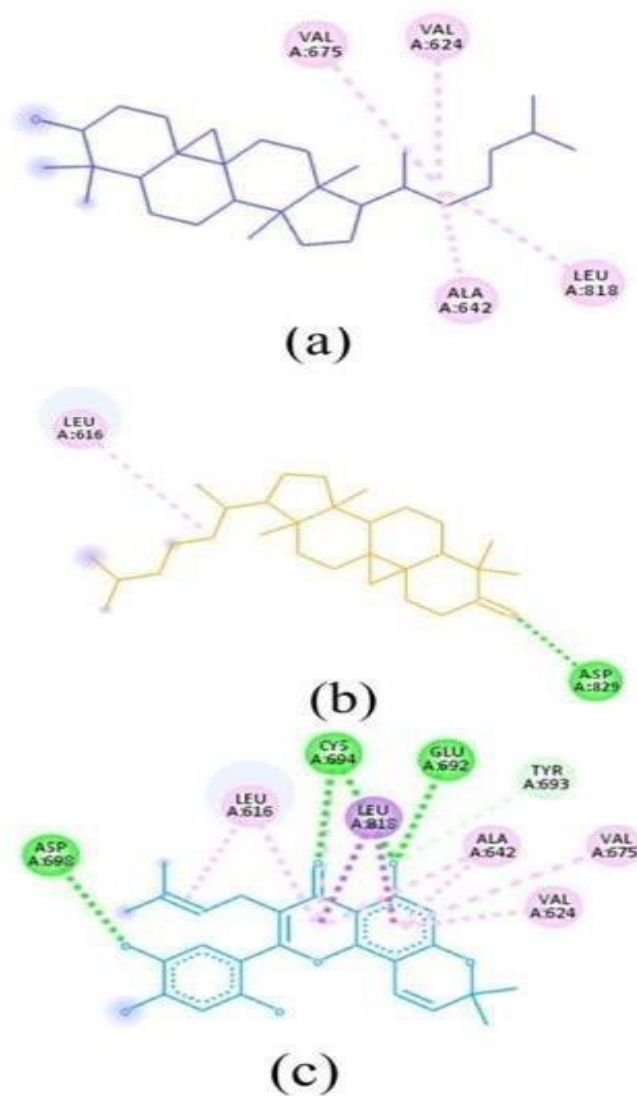 VAL
A:675
VAL
A:624
ALA
A:642
LEU
A:818
(a)
LEU
A:616
ASP
A:829
(b)
CYS
A:694
GLU
A:692
TYR
A:693
LEU
A:616
LEU
A:818
ALA
A:642
VAL
A:675
ASP
A:698
VAL
A:624
(c)